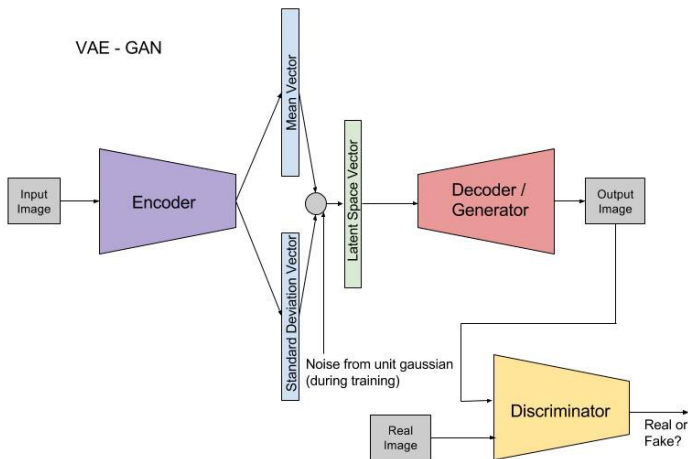 VAE - GAN
Mean Vector
Input
Image
Encoder
Latent Space Vector
Decoder /
Generator
Output
Image
Standard Deviation Vector
Noise from unit gaussian
(during training)
Discriminator
Real
Image
Real or
Fake?